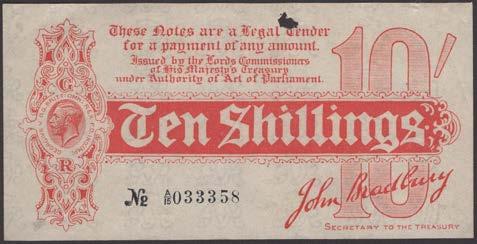 These Notes are a Legal Tender
for a payment of any amount.
Issued by the Lords Commissioners
of His Majesty's Treasury
under Authority of Act of Parliament.
10/
G
R
Ten Shillings
№ A/15 033358
John Bradbury
10
SECRETARY TO THE TREASURY